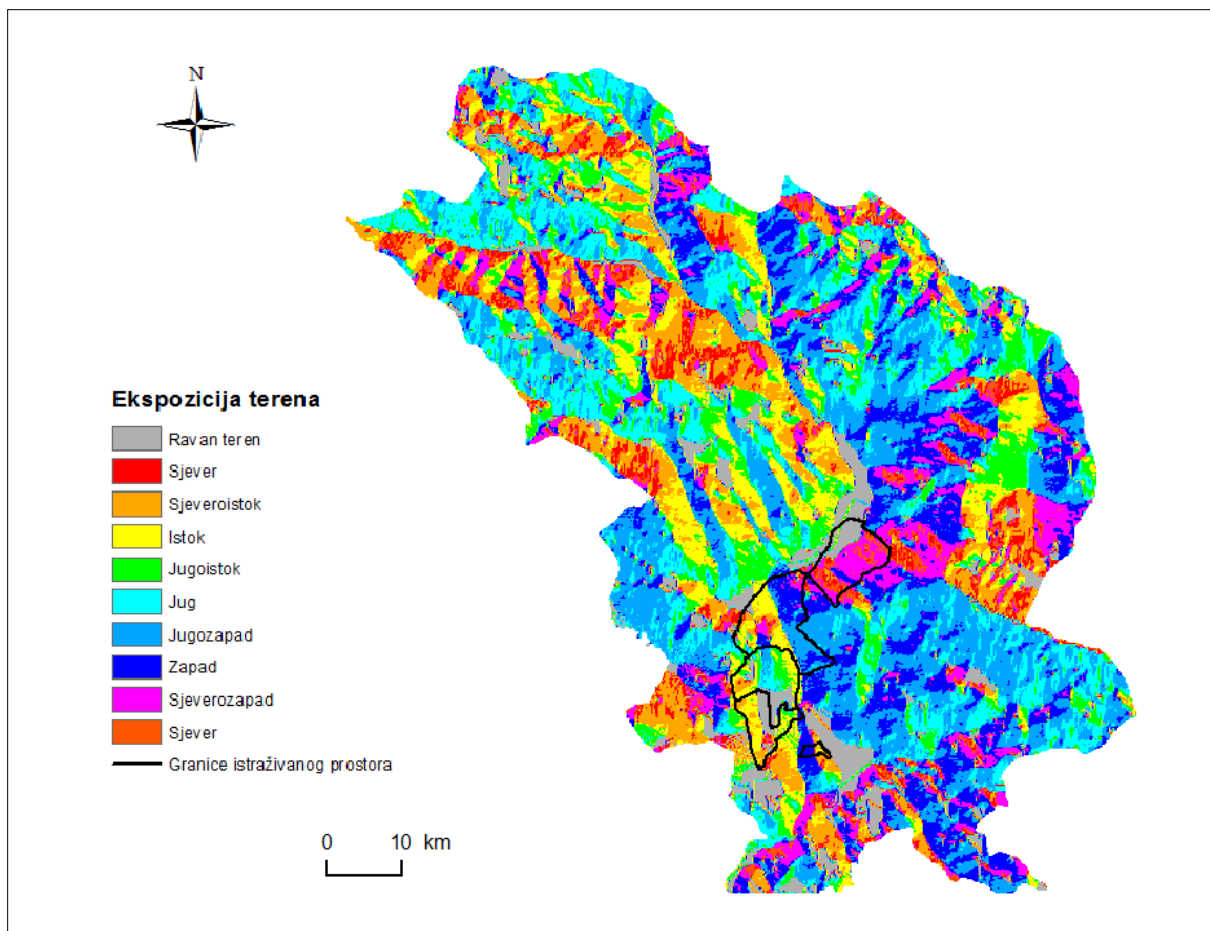 N
Ekspozicija terena
Ravan teren
Sjever
Sjeveroistok
Istok
Jugoistok
Jug
Jugozapad
Zapad
Sjeverozapad
Sjever
Granice istraživanog prostora
0 10 km